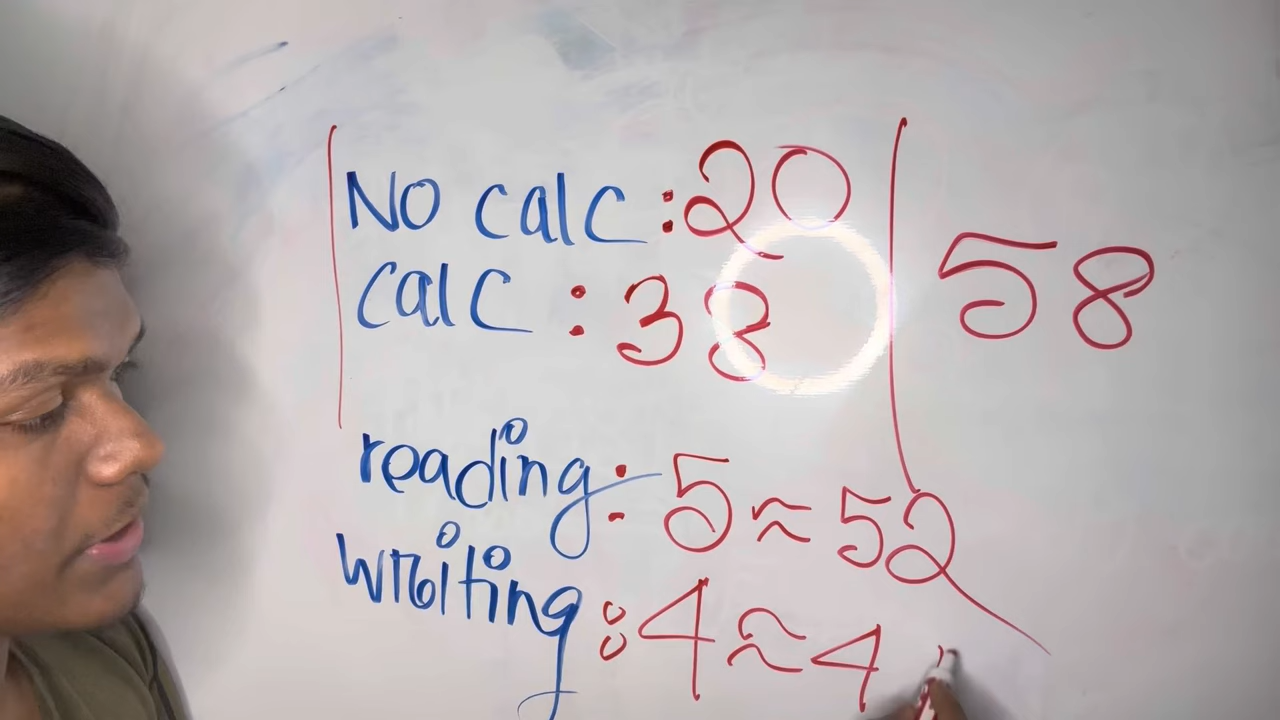 No calc : 20
calc : 38
58
reading : 5 ≈ 52
writing : 4 ≈ 4